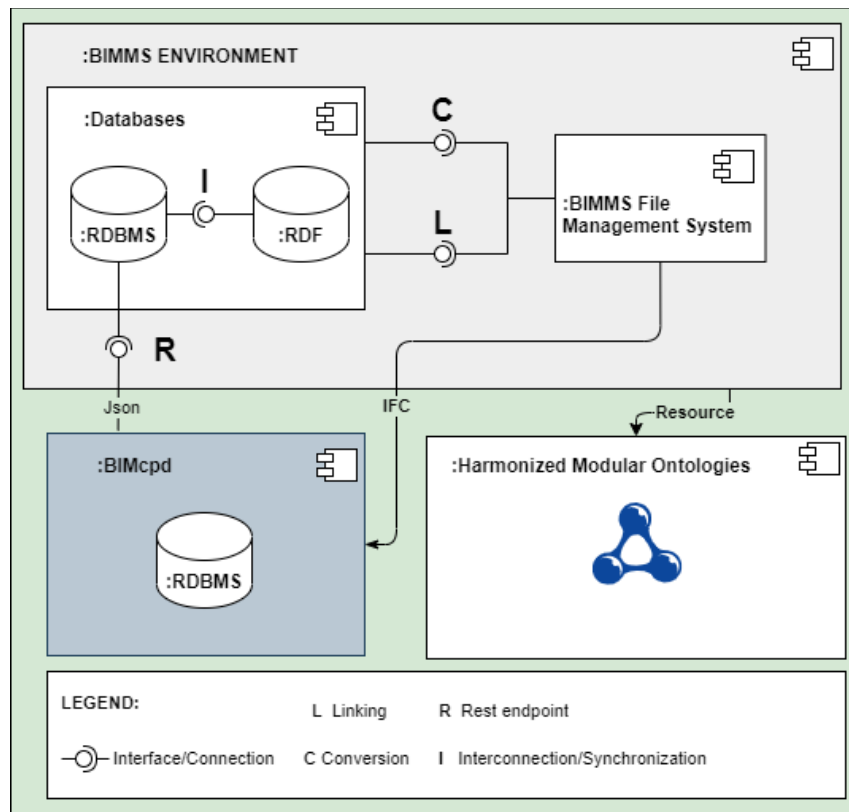 :BIMMS ENVIRONMENT
:Databases
C
I
:RDBMS
:RDF
L
:BIMMS File
Management System
R
Json
IFC
Resource
:BIMcpd
:RDBMS
:Harmonized Modular Ontologies
LEGEND:
L Linking
R Rest endpoint
Interface/Connection
C Conversion
I Interconnection/Synchronization